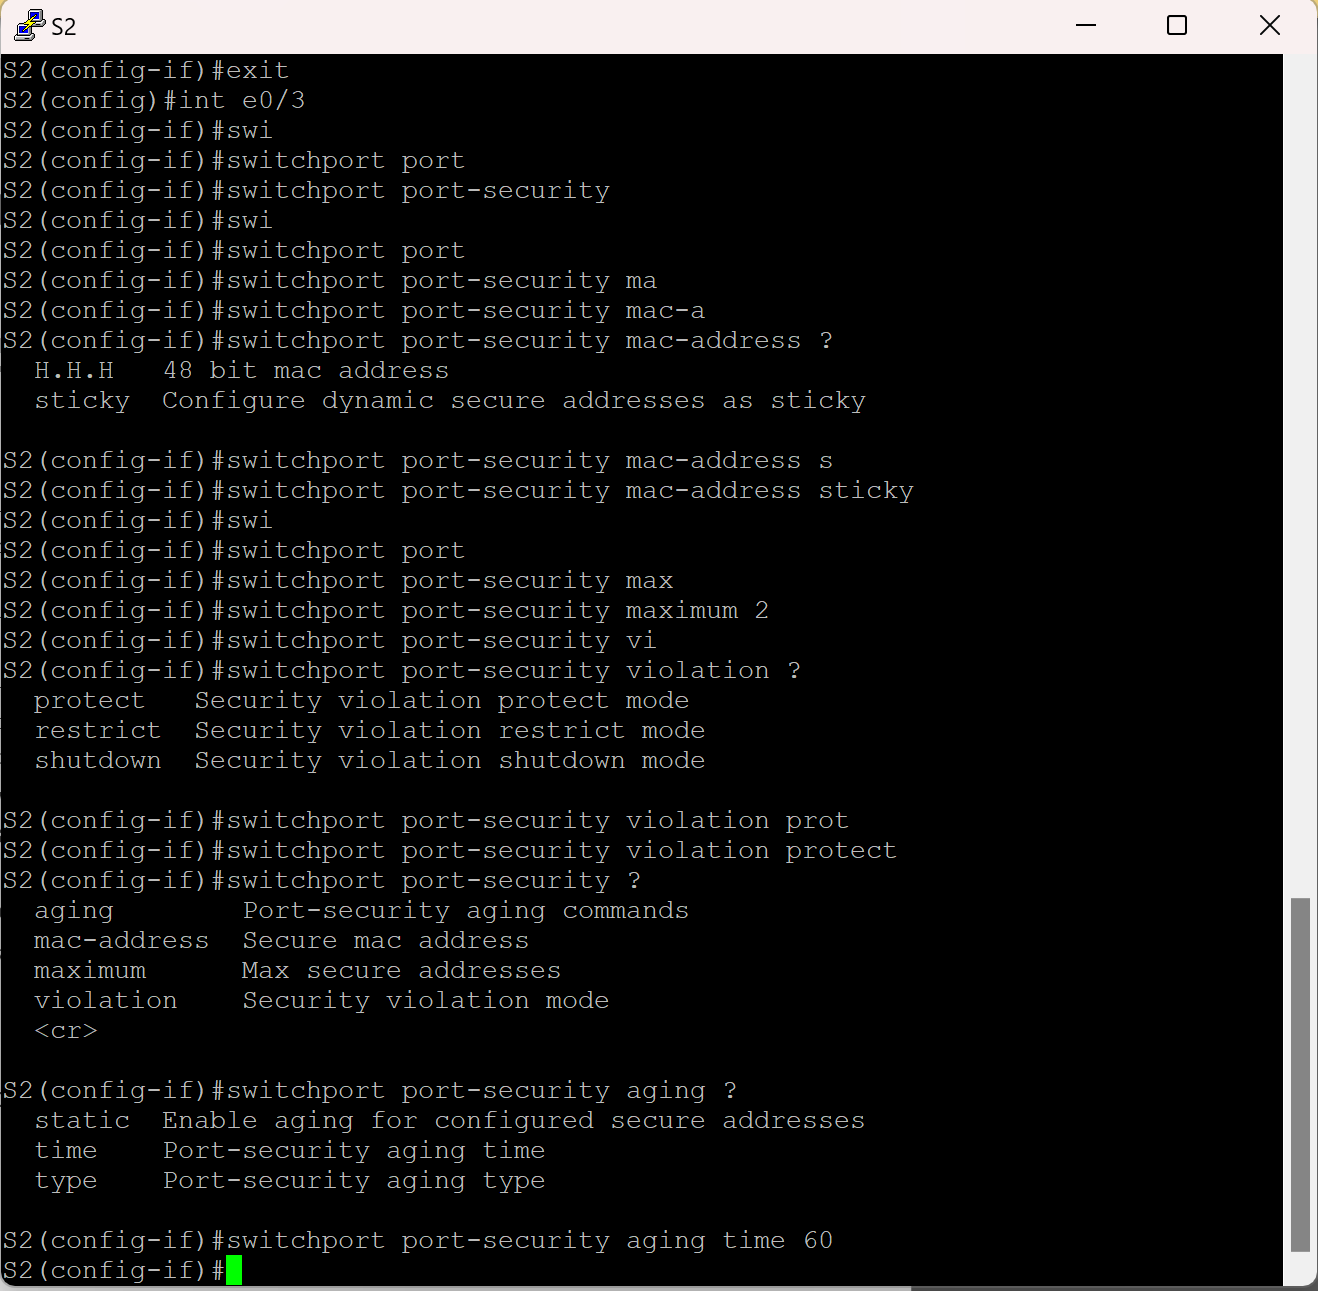 S2
S2(config-if)#exit
S2(config)#int e0/3
S2(config-if)#swi
S2(config-if)#switchport port
S2(config-if)#switchport port-security
S2(config-if)#swi
S2(config-if)#switchport port
S2(config-if)#switchport port-security ma
S2(config-if)#switchport port-security mac-a
S2(config-if)#switchport port-security mac-address ?
  H.H.H   48 bit mac address
  sticky  Configure dynamic secure addresses as sticky

S2(config-if)#switchport port-security mac-address s
S2(config-if)#switchport port-security mac-address sticky
S2(config-if)#swi
S2(config-if)#switchport port
S2(config-if)#switchport port-security max
S2(config-if)#switchport port-security maximum 2
S2(config-if)#switchport port-security vi
S2(config-if)#switchport port-security violation ?
  protect   Security violation protect mode
  restrict  Security violation restrict mode
  shutdown  Security violation shutdown mode

S2(config-if)#switchport port-security violation prot
S2(config-if)#switchport port-security violation protect
S2(config-if)#switchport port-security ?
  aging        Port-security aging commands
  mac-address  Secure mac address
  maximum      Max secure addresses
  violation    Security violation mode
  <cr>

S2(config-if)#switchport port-security aging ?
  static  Enable aging for configured secure addresses
  time    Port-security aging time
  type    Port-security aging type

S2(config-if)#switchport port-security aging time 60
S2(config-if)#